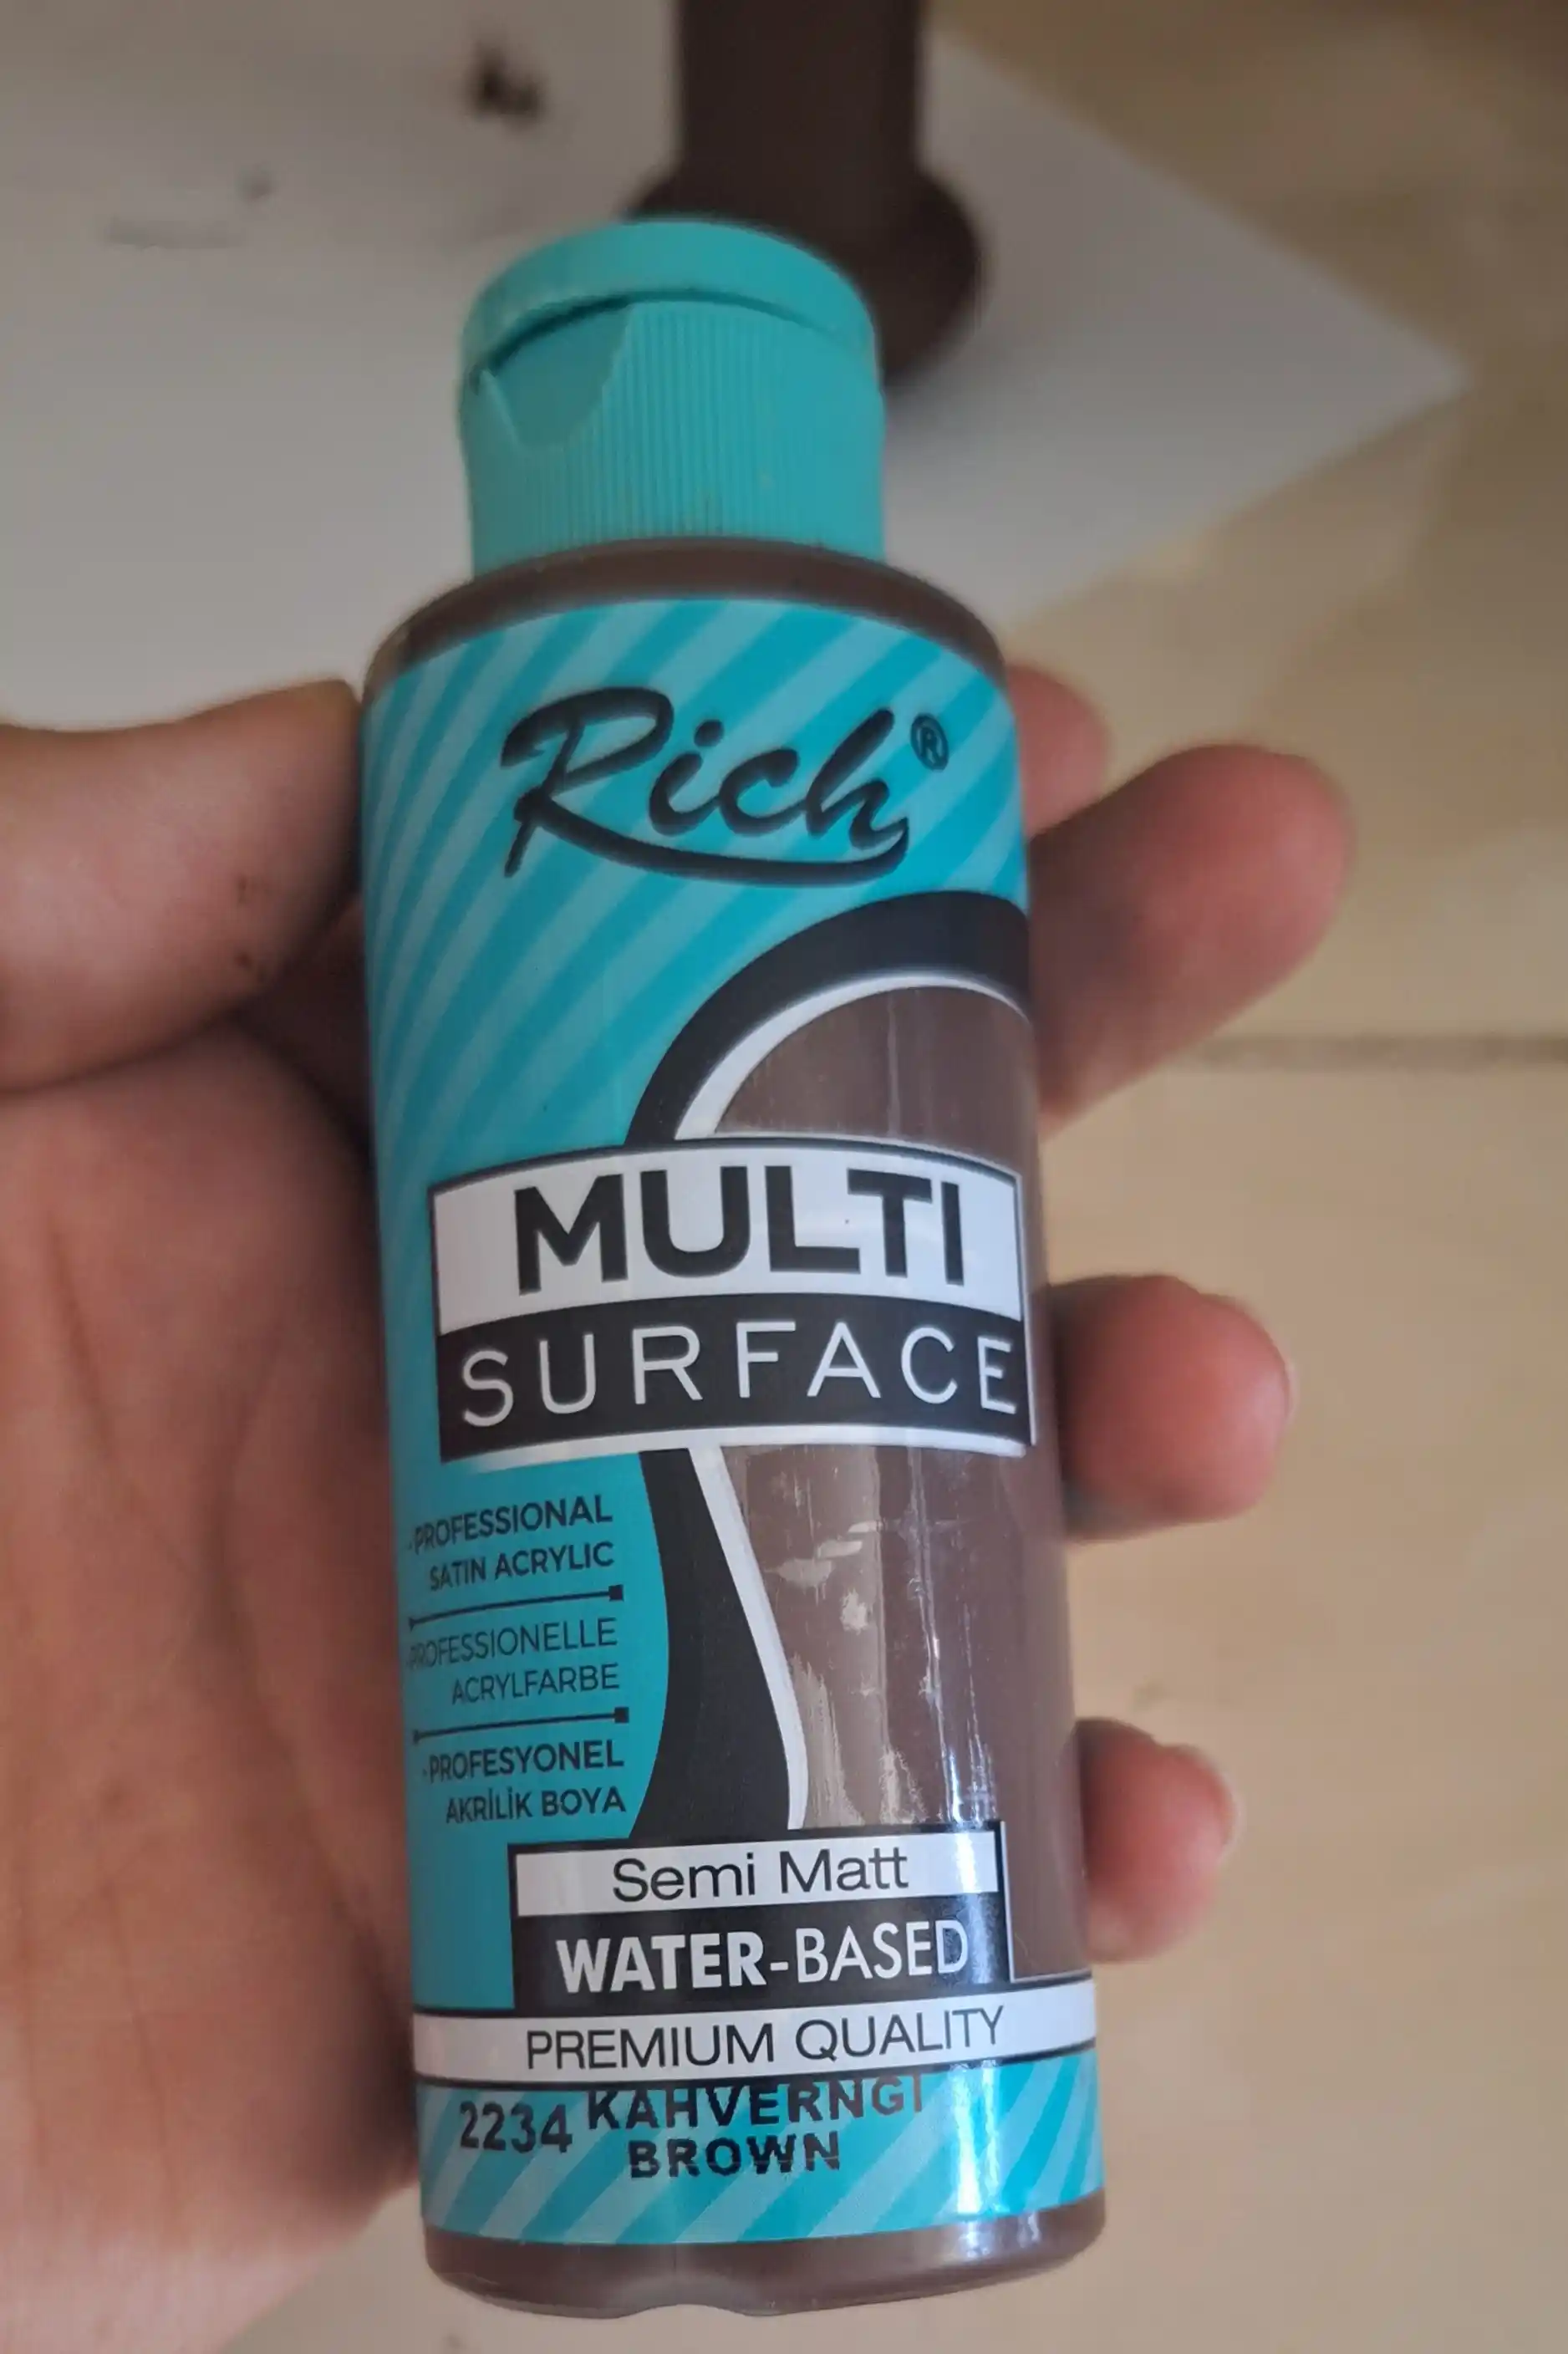 Rich®
MULTI
SURFACE
-PROFESSIONAL
SATIN ACRYLIC
PROFESSIONELLE
ACRYLFARBE
-PROFESYONEL
AKRİLİK BOYA
Semi Matt
WATER-BASED
PREMIUM QUALITY
2234 KAHVERNGI
BROWN